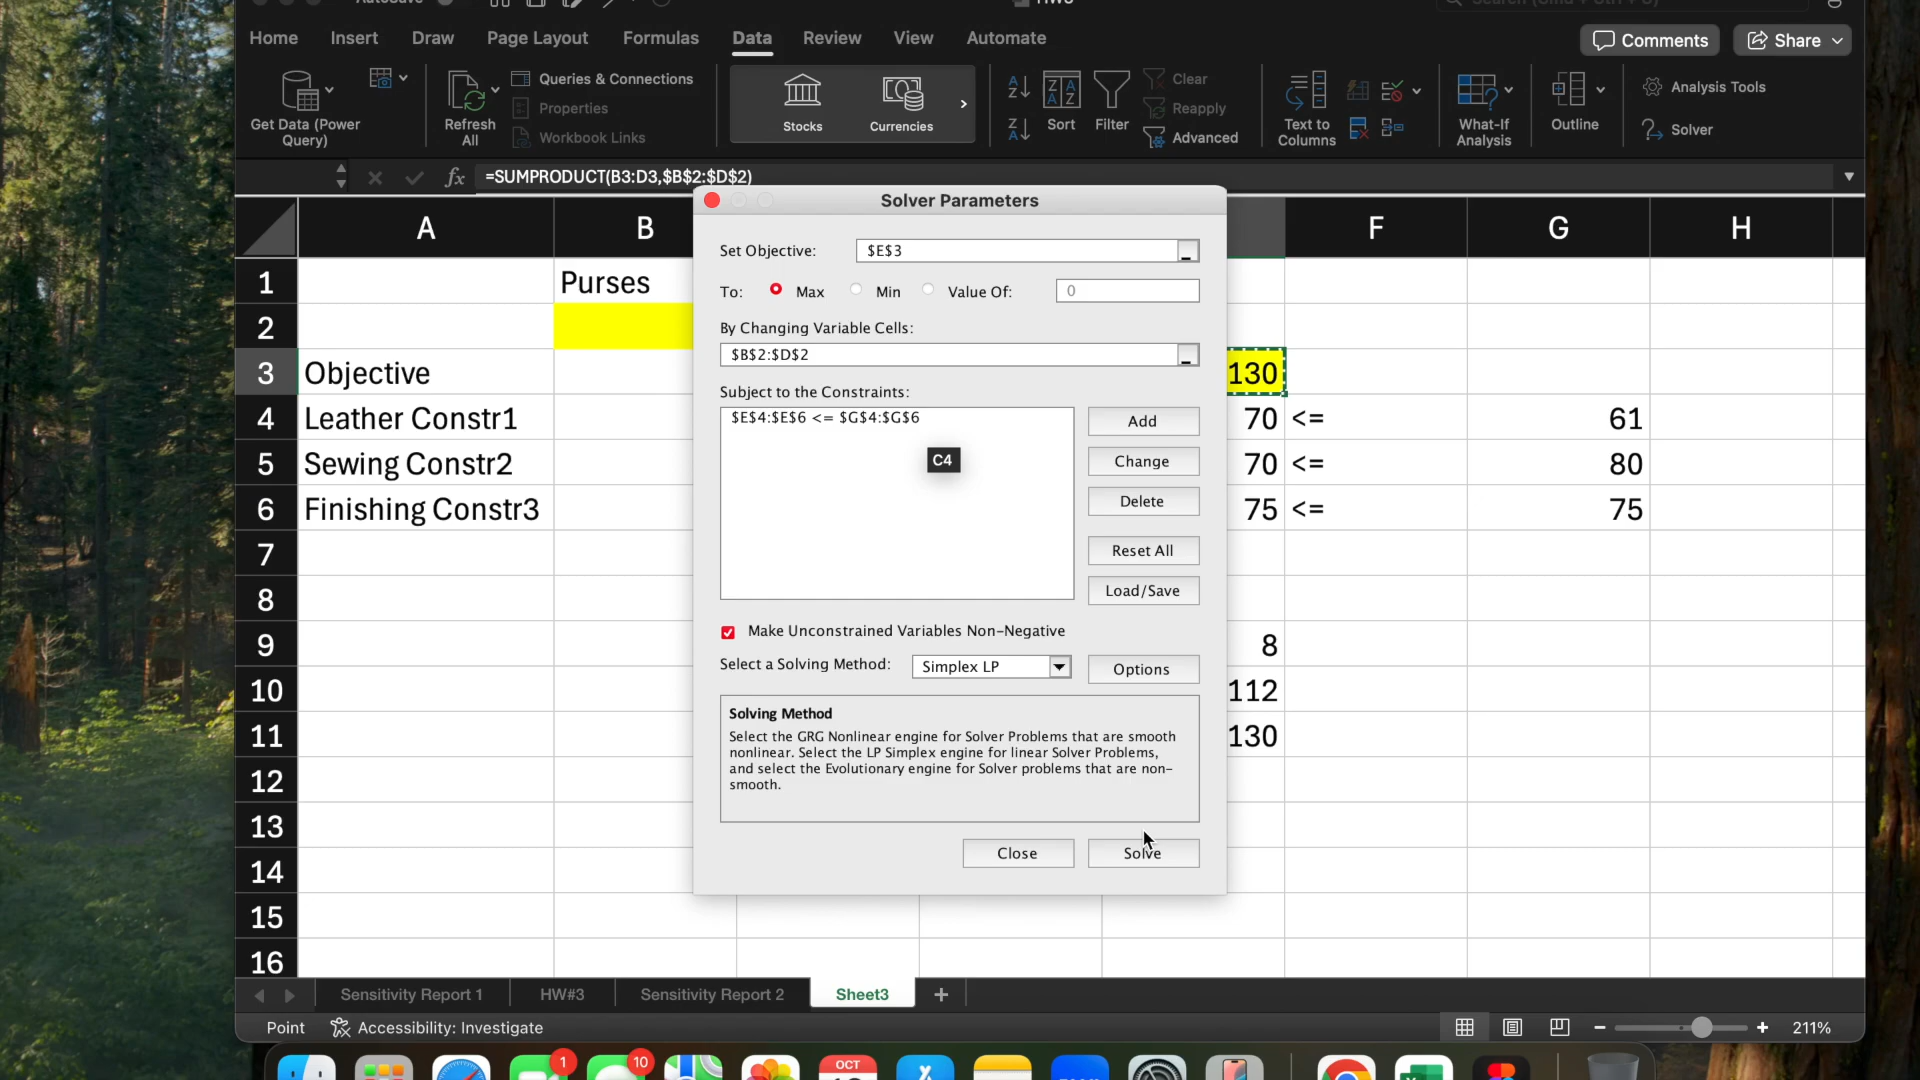 Home Insert Draw Page Layout Formulas Data Review View Automate
Comments
Share
Get Data (Power Query)
Refresh All
Queries & Connections
Properties
Workbook Links
Stocks
Currencies
Sort
Filter
Clear
Reapply
Advanced
Text to Columns
What-If Analysis
Outline
Analysis Tools
Solver
fx =SUMPRODUCT(B3:D3,$B$2:$D$2)
A B F G H
1 Purses
2
3 Objective 130
4 Leather Constr1 70 <= 61
5 Sewing Constr2 70 <= 80
6 Finishing Constr3 75 <= 75
7
8
9 8
10 112
11 130
12
13
14
15
16
Solver Parameters
Set Objective: $E$3
To: Max Min Value Of: 0
By Changing Variable Cells:
$B$2:$D$2
Subject to the Constraints:
$E$4:$E$6 <= $G$4:$G$6
C4
Add
Change
Delete
Reset All
Load/Save
Make Unconstrained Variables Non-Negative
Select a Solving Method: Simplex LP Options
Solving Method
Select the GRG Nonlinear engine for Solver Problems that are smooth
nonlinear. Select the LP Simplex engine for linear Solver Problems,
and select the Evolutionary engine for Solver problems that are non-
smooth.
Close Solve
Sensitivity Report 1 HW#3 Sensitivity Report 2 Sheet3
Point Accessibility: Investigate 211%
1
10
OCT